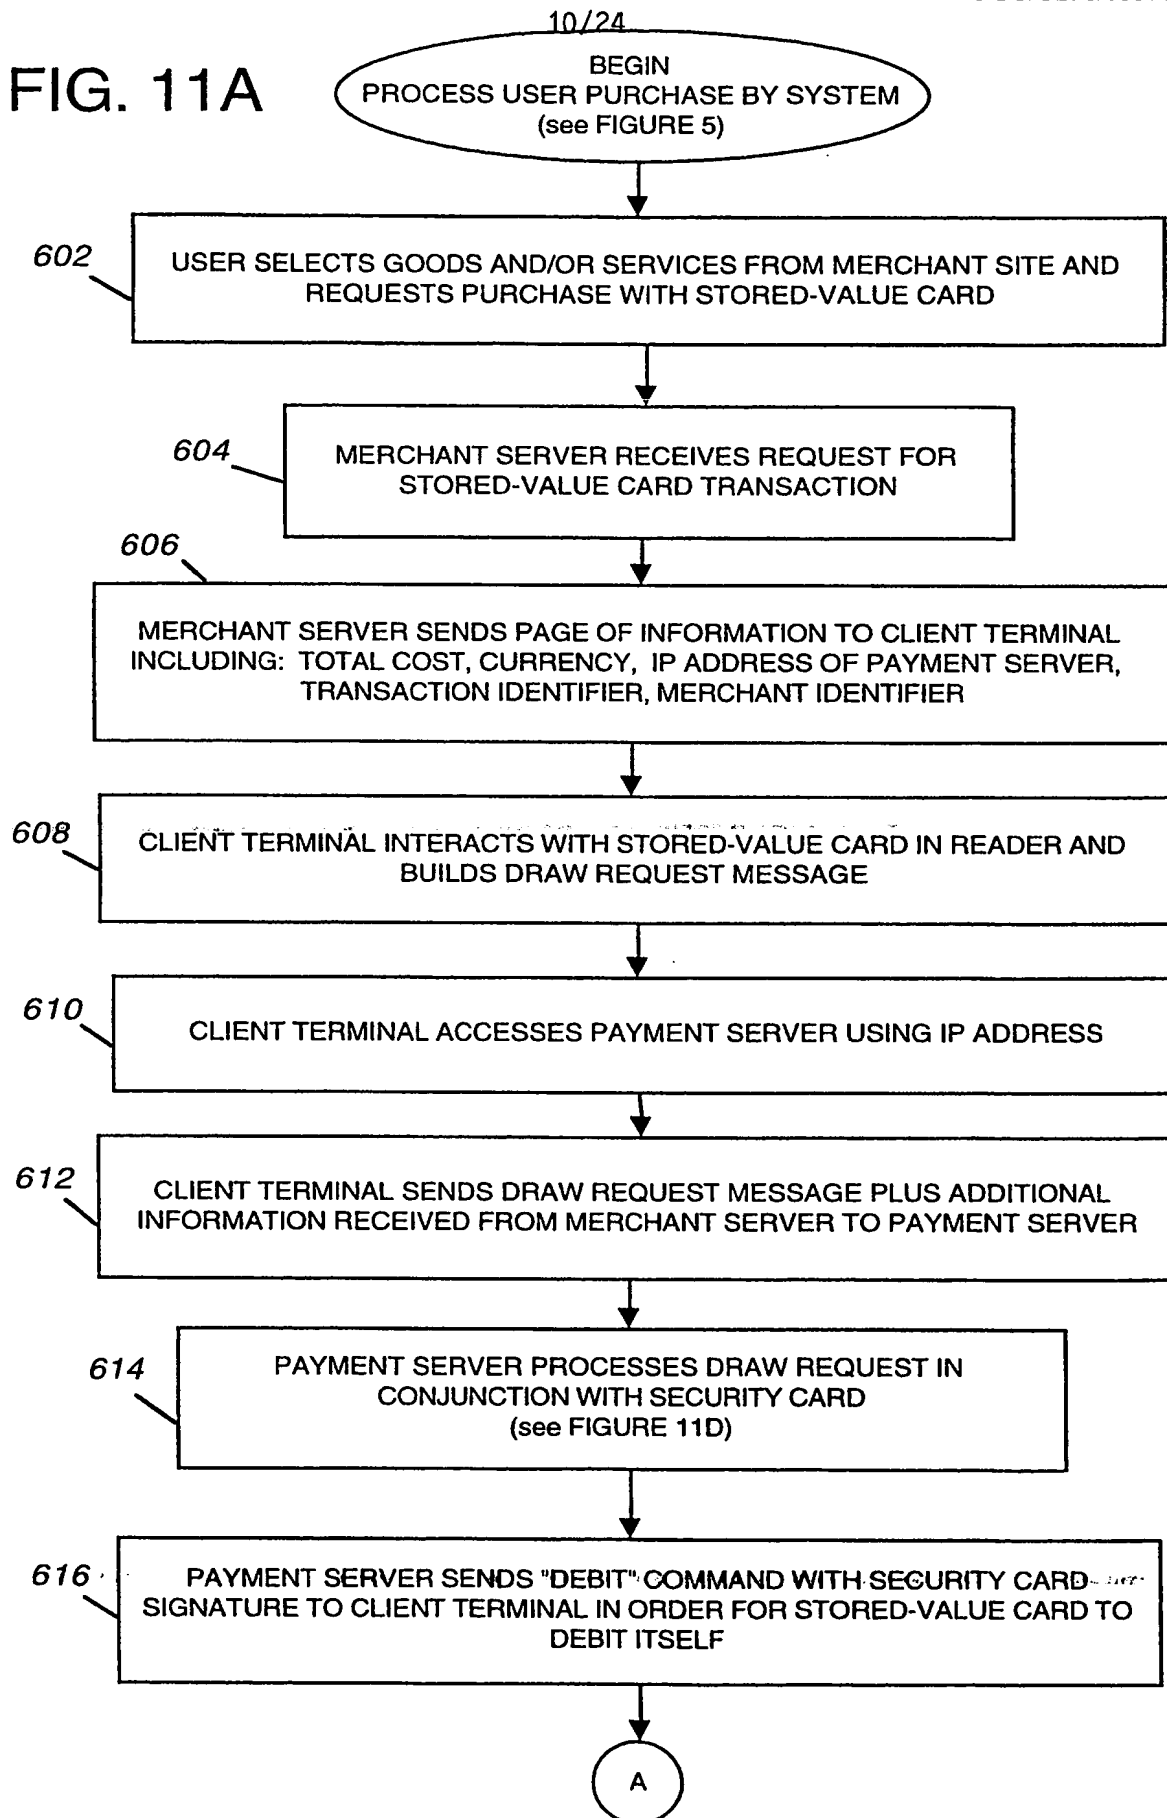 10/24
FIG. 11A
BEGIN
PROCESS USER PURCHASE BY SYSTEM
(see FIGURE 5)
602
USER SELECTS GOODS AND/OR SERVICES FROM MERCHANT SITE AND
REQUESTS PURCHASE WITH STORED-VALUE CARD
604
MERCHANT SERVER RECEIVES REQUEST FOR
STORED-VALUE CARD TRANSACTION
606
MERCHANT SERVER SENDS PAGE OF INFORMATION TO CLIENT TERMINAL
INCLUDING: TOTAL COST, CURRENCY, IP ADDRESS OF PAYMENT SERVER,
TRANSACTION IDENTIFIER, MERCHANT IDENTIFIER
608
CLIENT TERMINAL INTERACTS WITH STORED-VALUE CARD IN READER AND
BUILDS DRAW REQUEST MESSAGE
610
CLIENT TERMINAL ACCESSES PAYMENT SERVER USING IP ADDRESS
612
CLIENT TERMINAL SENDS DRAW REQUEST MESSAGE PLUS ADDITIONAL
INFORMATION RECEIVED FROM MERCHANT SERVER TO PAYMENT SERVER
614
PAYMENT SERVER PROCESSES DRAW REQUEST IN
CONJUNCTION WITH SECURITY CARD
(see FIGURE 11D)
616
PAYMENT SERVER SENDS "DEBIT" COMMAND WITH SECURITY CARD
SIGNATURE TO CLIENT TERMINAL IN ORDER FOR STORED-VALUE CARD TO
DEBIT ITSELF
A